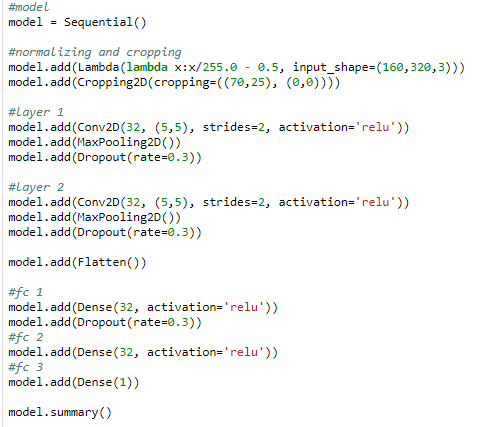 #model
model = Sequential()
#normalizing and cropping
model.add(Lambda(lambda x:x/255.0 - 0.5, input_shape=(160,320,3)))
model.add(Cropping2D(cropping=((70,25), (0,0))))
#layer 1
model.add(Conv2D(32, (5,5), strides=2, activation='relu'))
model.add(MaxPooling2D())
model.add(Dropout(rate=0.3))
#layer 2
model.add(Conv2D(32, (5,5), strides=2, activation='relu'))
model.add(MaxPooling2D())
model.add(Dropout(rate=0.3))
model.add(Flatten())
#fc 1
model.add(Dense(32, activation='relu'))
model.add(Dropout(rate=0.3))
#fc 2
model.add(Dense(32, activation='relu'))
#fc 3
model.add(Dense(1))
model.summary()